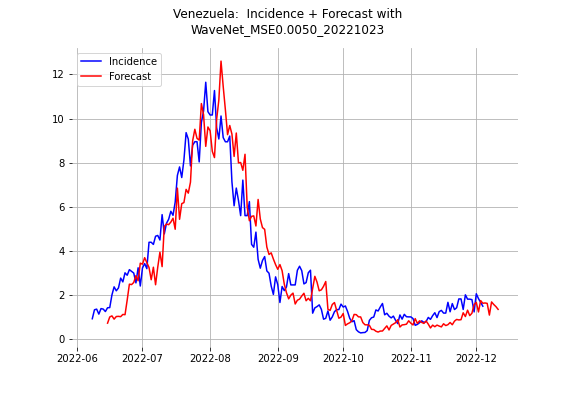 Venezuela:  Incidence + Forecast with
WaveNet_MSE0.0050_20221023
Incidence
Forecast
12
10
8
6
4
2
0
2022-06 2022-07 2022-08 2022-09 2022-10 2022-11 2022-12